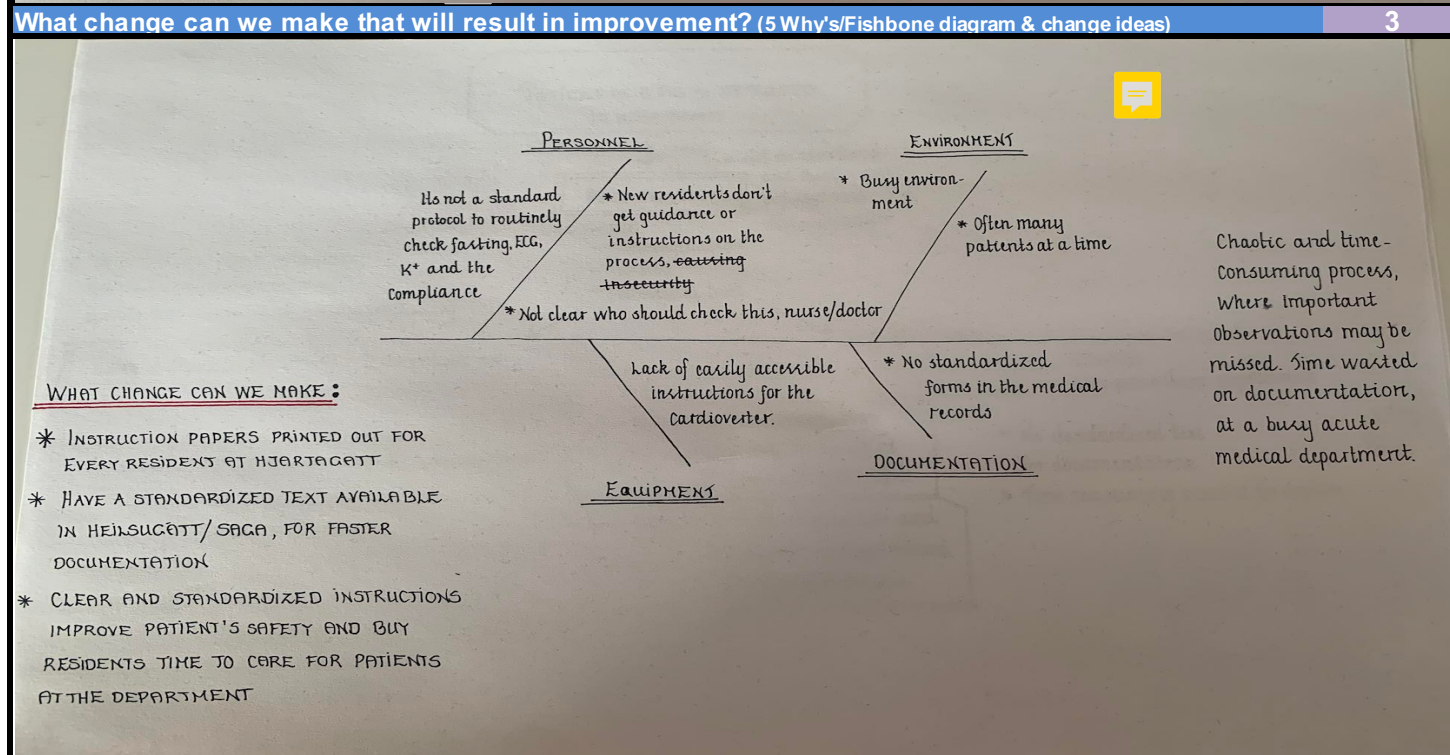 What change can we make that will result in improvement? (5 Why's/Fishbone diagram & change ideas)
3
PERSONNEL
Its not a standard
protocol to routinely
check fasting, ECG,
K+ and the
Compliance
* New residents don't
get guidance or
instructions on the
process, causing
insecurity
* Not clear who should check this, nurse/doctor
ENVIRONMENT
* Busy environ-
ment
* Often many
patients at a time
Lack of easily accessible
instructions for the
Cardioverter.
EQUIPMENT
* No standardized
forms in the medical
records
DOCUMENTATION
Chaotic and time-
Consuming process,
Where important
Observations may be
missed. Time wasted
on documentation,
at a busy acute
medical department.
WHAT CHANGE CAN WE MAKE:
* INSTRUCTION PAPERS PRINTED OUT FOR
EVERY RESIDENT AT HJARTAGATT
* HAVE A STANDARDIZED TEXT AVAILABLE
IN HEILSUGÁTT/SAGA, FOR FASTER
DOCUMENTATION
* CLEAR AND STANDARDIZED INSTRUCTIONS
IMPROVE PATIENT'S SAFETY AND BUY
RESIDENTS TIME TO CARE FOR PATIENTS
AT THE DEPARTMENT